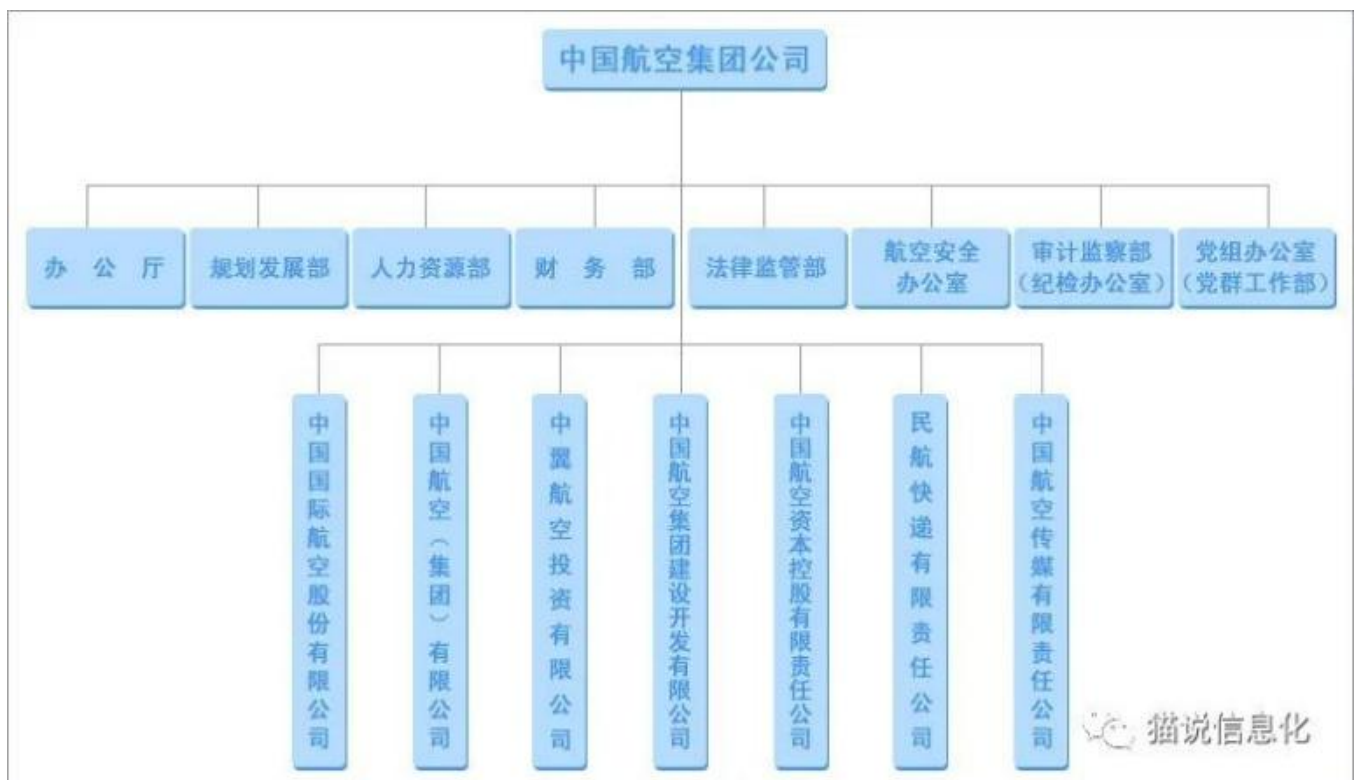 中国航空集团公司
办公厅
规划发展部
人力资源部
财务部
法律监管部
航空安全
办公室
审计监察部
（纪检办公室）
党组办公室
（党群工作部）
中国国际航空股份有限公司
中国航空（集团）有限公司
中翼航空投资有限公司
中国航空集团建设开发有限公司
中国航空资本控股有限责任公司
民航快递有限责任公司
中国航空传媒有限责任公司
猫说信息化